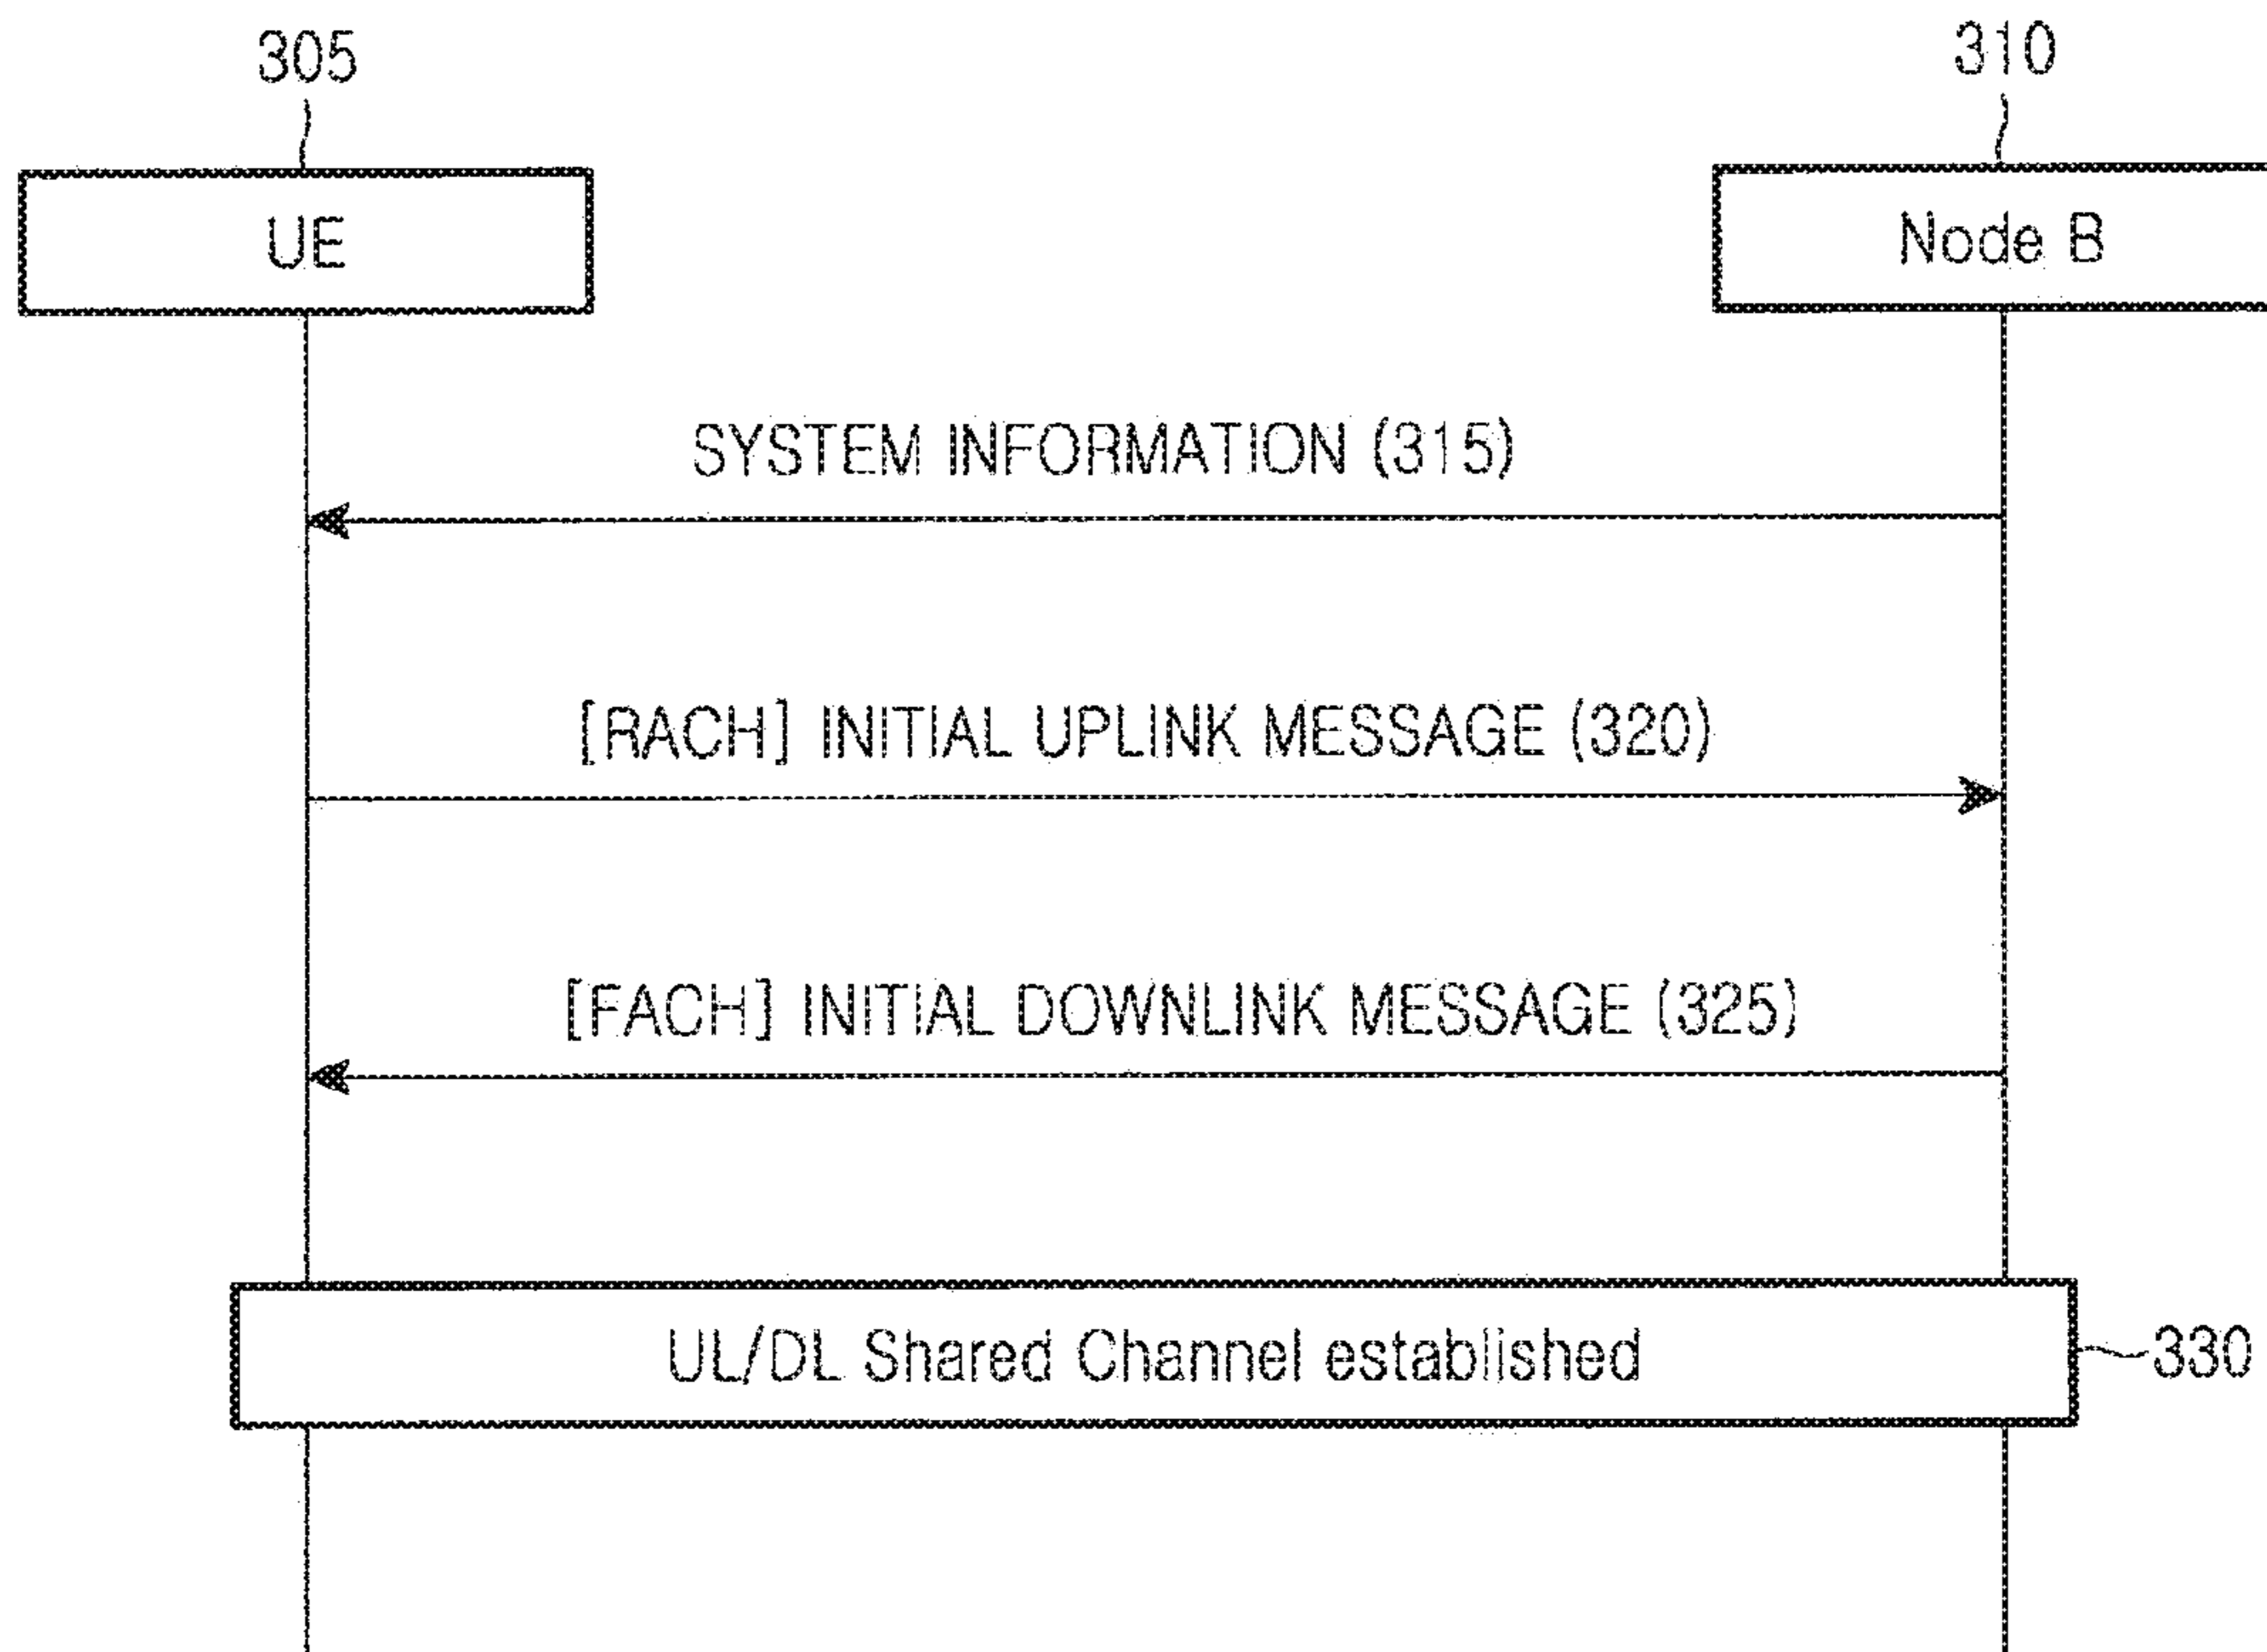 305
310
UE
Node B
SYSTEM INFORMATION (315)
[RACH] INITIAL UPLINK MESSAGE (320)
[FACH] INITIAL DOWNLINK MESSAGE (325)
UL/DL Shared Channel established
330